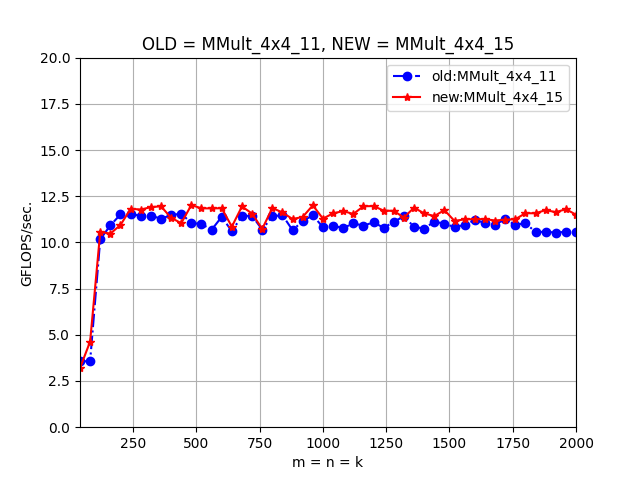 OLD = MMult_4x4_11, NEW = MMult_4x4_15
old:MMult_4x4_11
new:MMult_4x4_15
GFLOPS/sec.
20.0
17.5
15.0
12.5
10.0
7.5
5.0
2.5
0.0
250 500 750 1000 1250 1500 1750 2000
m = n = k